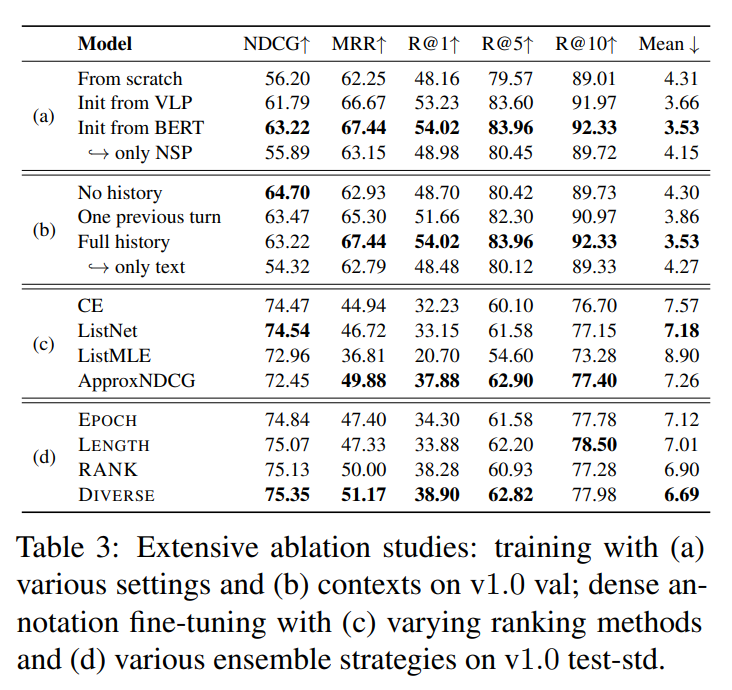 Model NDCG↑ MRR↑ R@1↑ R@5↑ R@10↑ Mean ↓
(a)
From scratch 56.20 62.25 48.16 79.57 89.01 4.31
Init from VLP 61.79 66.67 53.23 83.60 91.97 3.66
Init from BERT 63.22 67.44 54.02 83.96 92.33 3.53
↪ only NSP 55.89 63.15 48.98 80.45 89.72 4.15
(b)
No history 64.70 62.93 48.70 80.42 89.73 4.30
One previous turn 63.47 65.30 51.66 82.30 90.97 3.86
Full history 63.22 67.44 54.02 83.96 92.33 3.53
↪ only text 54.32 62.79 48.48 80.12 89.33 4.27
(c)
CE 74.47 44.94 32.23 60.10 76.70 7.57
ListNet 74.54 46.72 33.15 61.58 77.15 7.18
ListMLE 72.96 36.81 20.70 54.60 73.28 8.90
ApproxNDCG 72.45 49.88 37.88 62.90 77.40 7.26
(d)
EPOCH 74.84 47.40 34.30 61.58 77.78 7.12
LENGTH 75.07 47.33 33.88 62.20 78.50 7.01
RANK 75.13 50.00 38.28 60.93 77.28 6.90
DIVERSE 75.35 51.17 38.90 62.82 77.98 6.69
Table 3: Extensive ablation studies: training with (a)
various settings and (b) contexts on v1.0 val; dense an-
notation fine-tuning with (c) varying ranking methods
and (d) various ensemble strategies on v1.0 test-std.